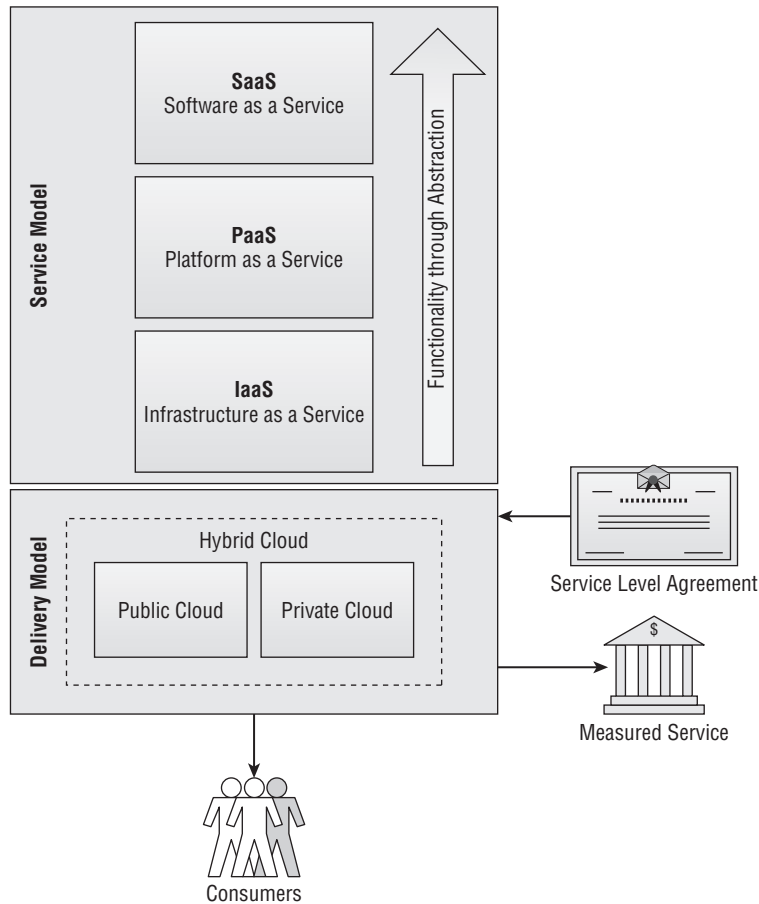 Service Model
SaaS
Software as a Service
PaaS
Platform as a Service
IaaS
Infrastructure as a Service
Functionality through Abstraction
Delivery Model
Hybrid Cloud
Public Cloud
Private Cloud
Service Level Agreement
$
Measured Service
Consumers